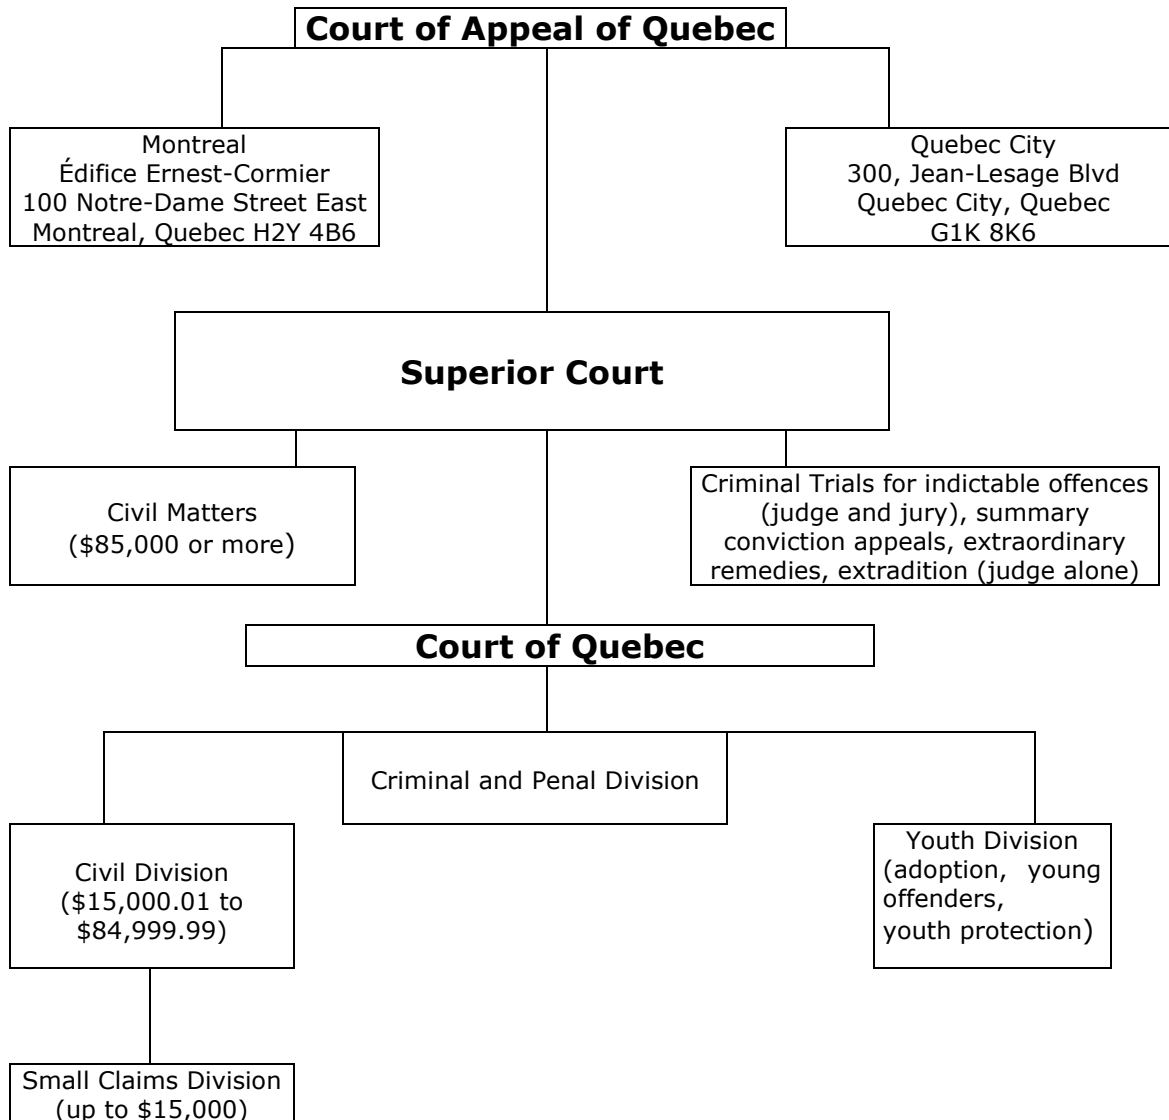 Court of Appeal of Quebec
Montreal
Édifice Ernest-Cormier
100 Notre-Dame Street East
Montreal, Quebec H2Y 4B6
Quebec City
300, Jean-Lesage Blvd
Quebec City, Quebec
G1K 8K6
Superior Court
Civil Matters
($85,000 or more)
Criminal Trials for indictable offences
(judge and jury), summary
conviction appeals, extraordinary
remedies, extradition (judge alone)
Court of Quebec
Criminal and Penal Division
Civil Division
($15,000.01 to
$84,999.99)
Youth Division
(adoption, young
offenders,
youth protection)
Small Claims Division
(up to $15,000)